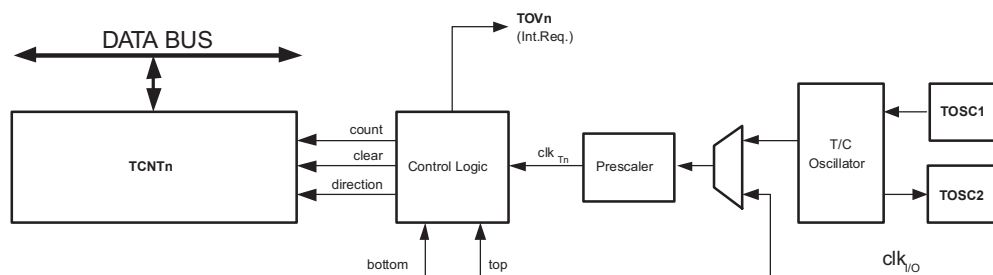 DATA BUS
TOVn
(Int.Req.)
TCNTn
count
clear
direction
Control Logic
clk Tn
Prescaler
T/C
Oscillator
TOSC1
TOSC2
bottom
top
clk I/O